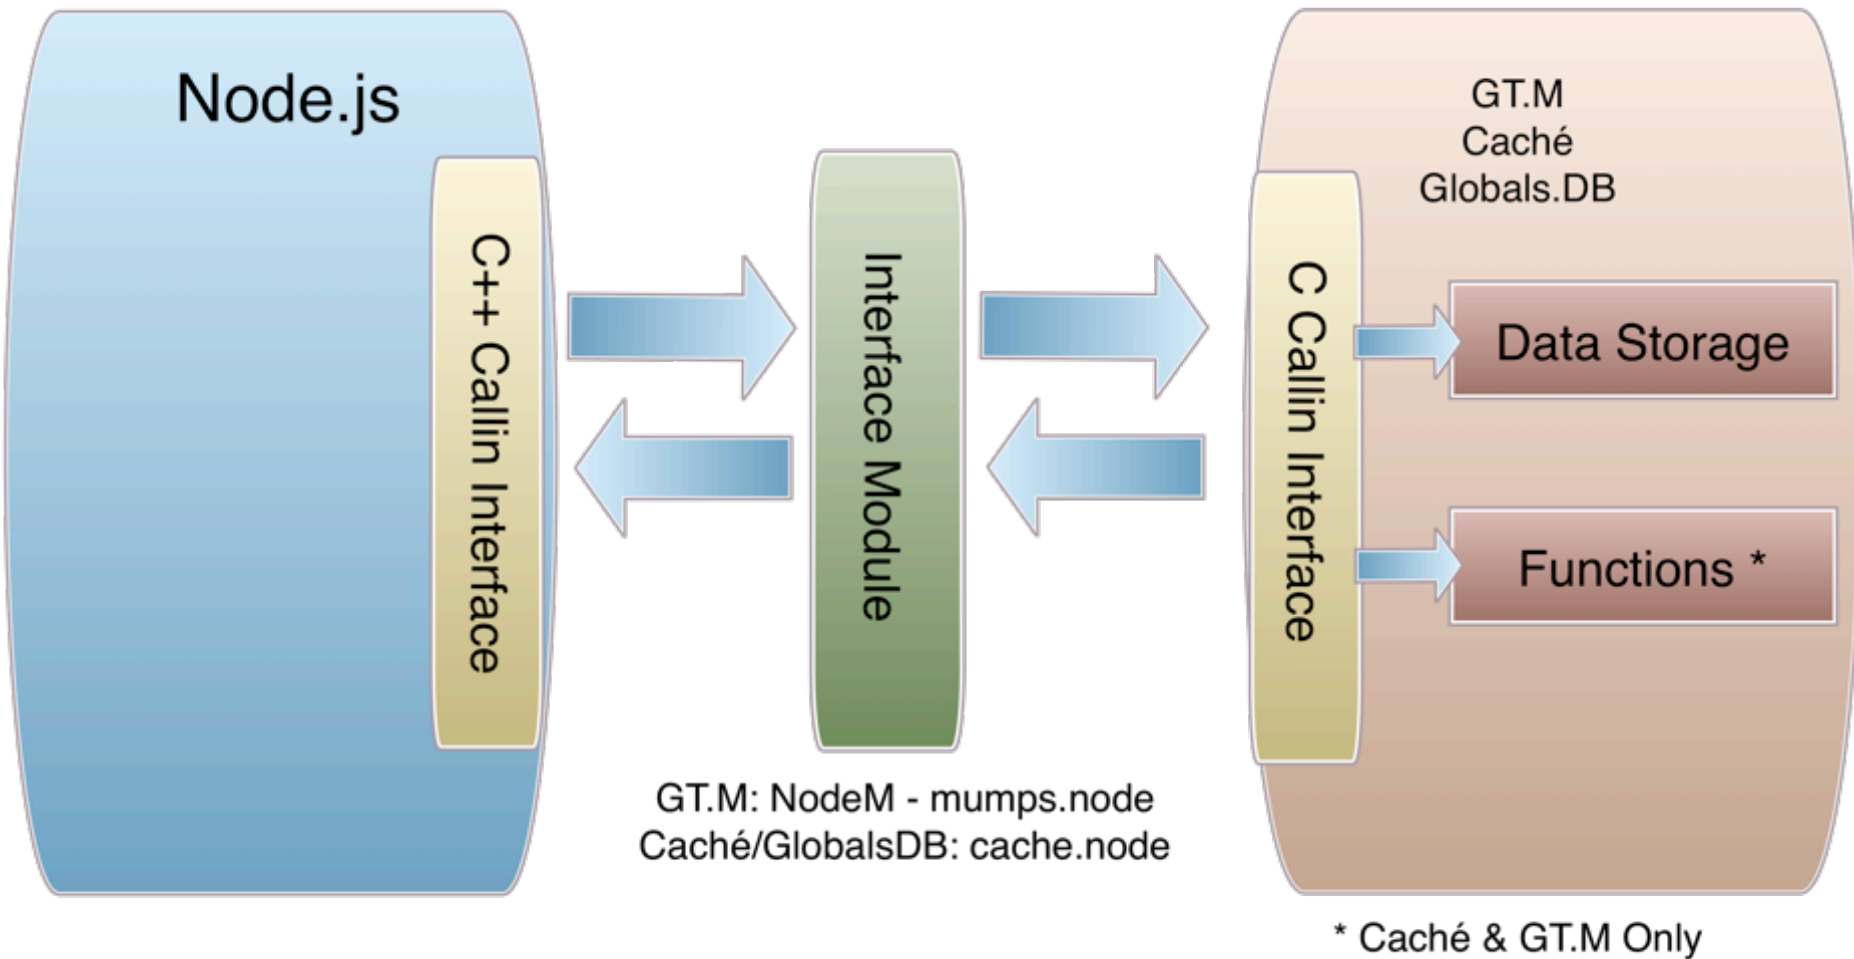 Node.js
C++ Callin Interface
Interface Module
GT.M: NodeM - mumps.node
Caché/GlobalsDB: cache.node
GT.M
Caché
Globals.DB
C Callin Interface
Data Storage
Functions *
* Caché & GT.M Only